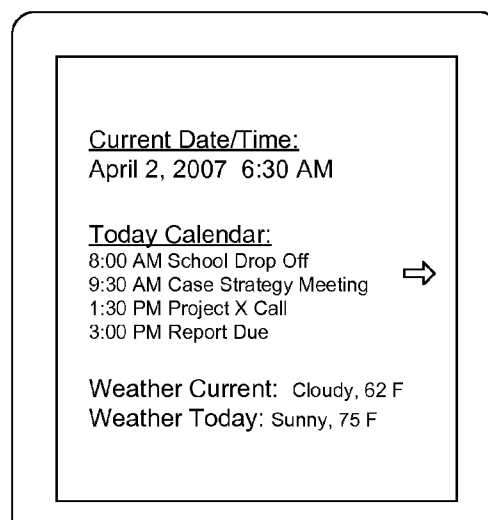 Current Date/Time:
April 2, 2007 6:30 AM
Today Calendar:
8:00 AM School Drop Off
9:30 AM Case Strategy Meeting
1:30 PM Project X Call
3:00 PM Report Due
Weather Current: Cloudy, 62 F
Weather Today: Sunny, 75 F